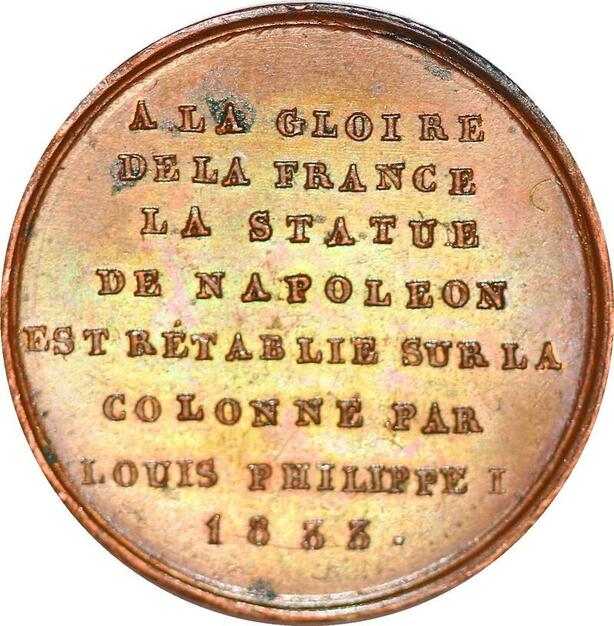 A LA GLOIRE
DE LA FRANCE
LA STATUE
DE NAPOLEON
EST RÉTABLIE SUR LA
COLONNE PAR
LOUIS PHILIPPE I
1833.